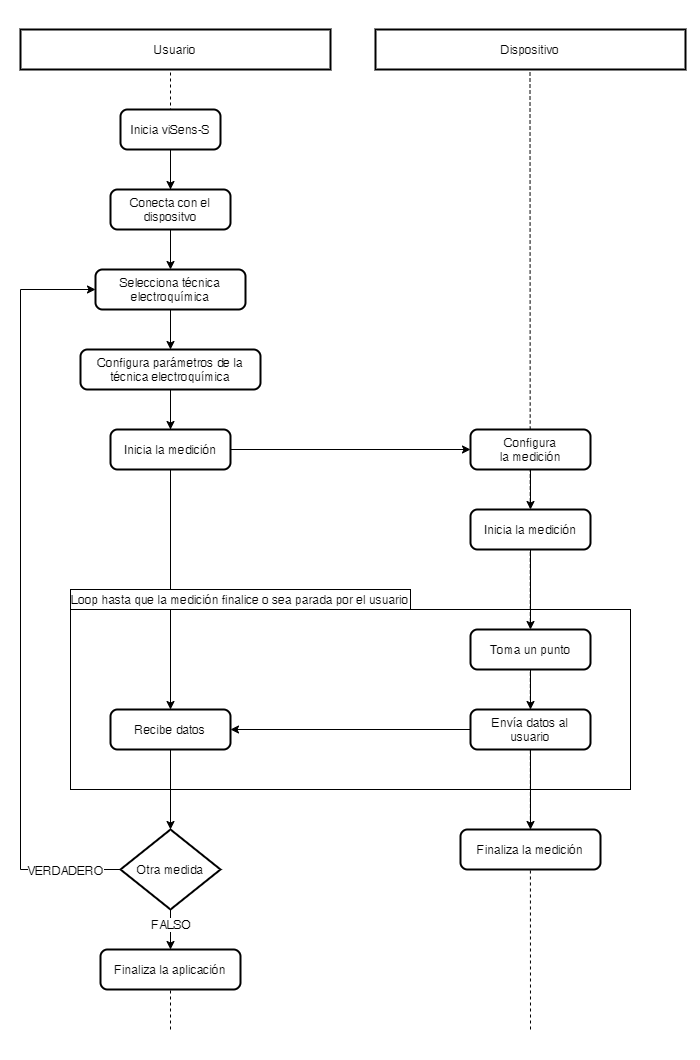 Usuario
Dispositivo
Inicia viSens-S
Conecta con el
dispositvo
Selecciona técnica
electroquímica
Configura parámetros de la
técnica electroquímica
Inicia la medición
Configura
la medición
Inicia la medición
Loop hasta que la medición finalice o sea parada por el usuario
Toma un punto
Recibe datos
Envía datos al
usuario
Otra medida
VERDADERO
Finaliza la medición
FALSO
Finaliza la aplicación